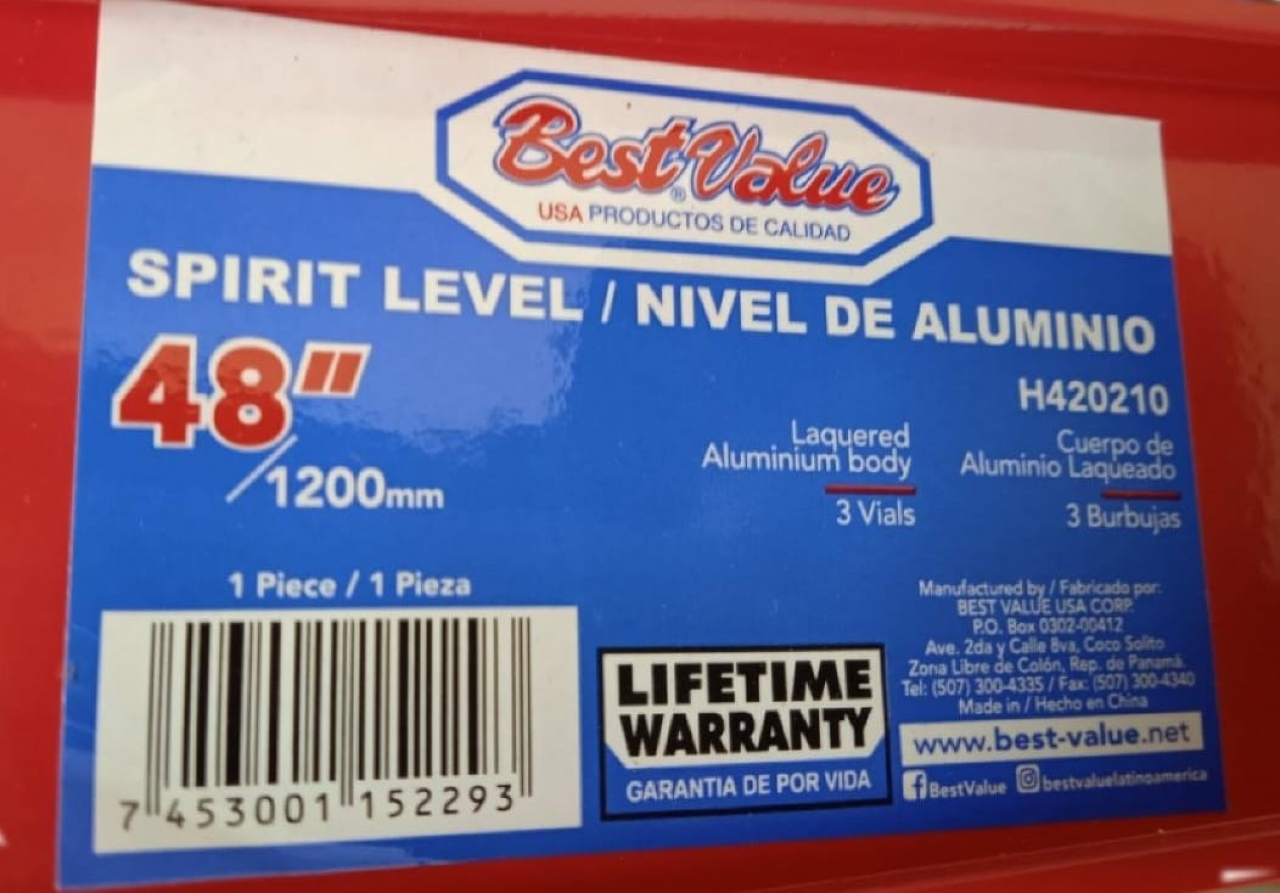 Best Value®
USA PRODUCTOS DE CALIDAD
SPIRIT LEVEL / NIVEL DE ALUMINIO
48"/1200mm
H420210
Laquered
Aluminium body
3 Vials
Cuerpo de
Aluminio Laqueado
3 Burbujas
1 Piece / 1 Pieza
7 453001 152293
LIFETIME
WARRANTY
GARANTIA DE POR VIDA
Manufactured by / Fabricado por:
BEST VALUE USA CORP.
P.O. Box 0302-00412
Ave. 2da y Calle 8va, Coco Solito
Zona Libre de Colón, Rep. de Panamá.
Tel: (507) 300-4335 / Fax: (507) 300-4340
Made in / Hecho en China
www.best-value.net
BestValue bestvaluelatinoamerica